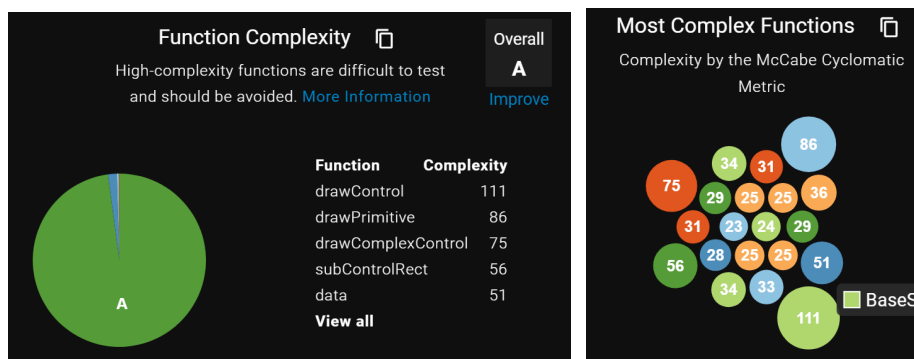 Function Complexity
Overall
A
High-complexity functions are difficult to test
and should be avoided. More Information
Improve
Function Complexity
drawControl 111
drawPrimitive 86
drawComplexControl 75
subControlRect 56
data 51
View all
A
Most Complex Functions
Complexity by the McCabe Cyclomatic
Metric
86
34 31
75
29 25 25 36
31 23 24 29
56 28 25 25 51
34 33
BaseS
111